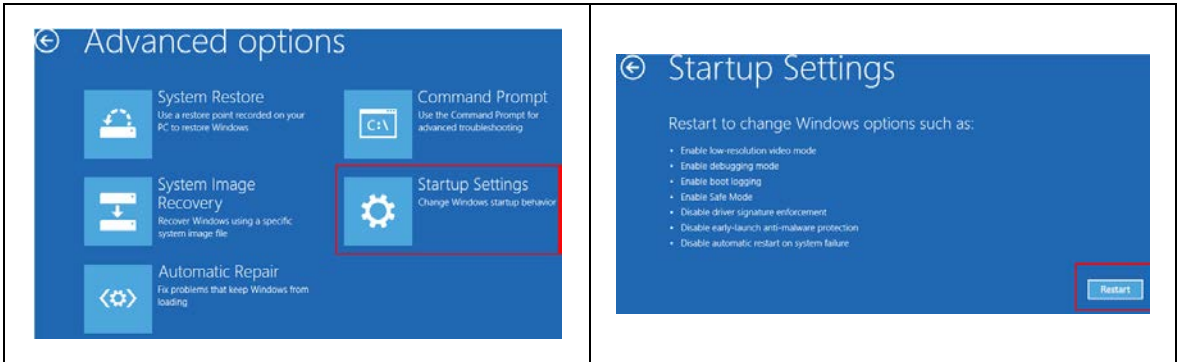 Advanced options
System Restore
Use a restore point recorded on your
PC to restore Windows
Command Prompt
Use the Command Prompt for
advanced troubleshooting
C:\
System Image
Recovery
Recover Windows using a specific
system image file
Startup Settings
Change Windows startup behavior
Automatic Repair
Fix problems that keep Windows from
loading
Startup Settings
Restart to change Windows options such as:
• Enable low-resolution video mode
• Enable debugging mode
• Enable boot logging
• Enable Safe Mode
• Disable driver signature enforcement
• Disable early-launch anti-malware protection
• Disable automatic restart on system failure
Restart